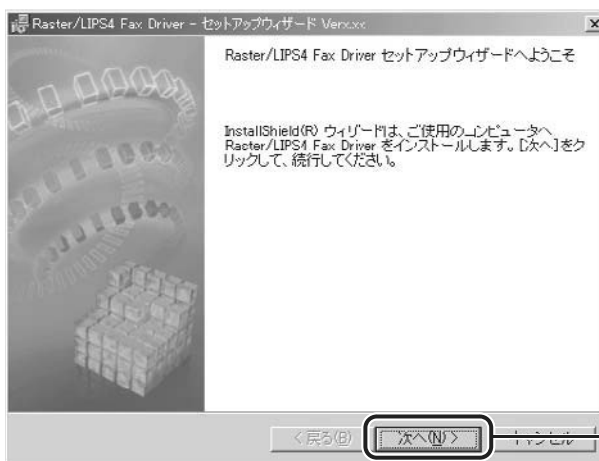 Raster/LIPS4 Fax Driver - セットアップウィザード Verx.xx
Raster/LIPS4 Fax Driver セットアップウィザードへようこそ
InstallShield(R) ウィザードは、ご使用のコンピュータへ
Raster/LIPS4 Fax Driver をインストールします。[次へ]をク
リックして、続行してください。
< 戻る(B)
次へ(N) >
キャンセル